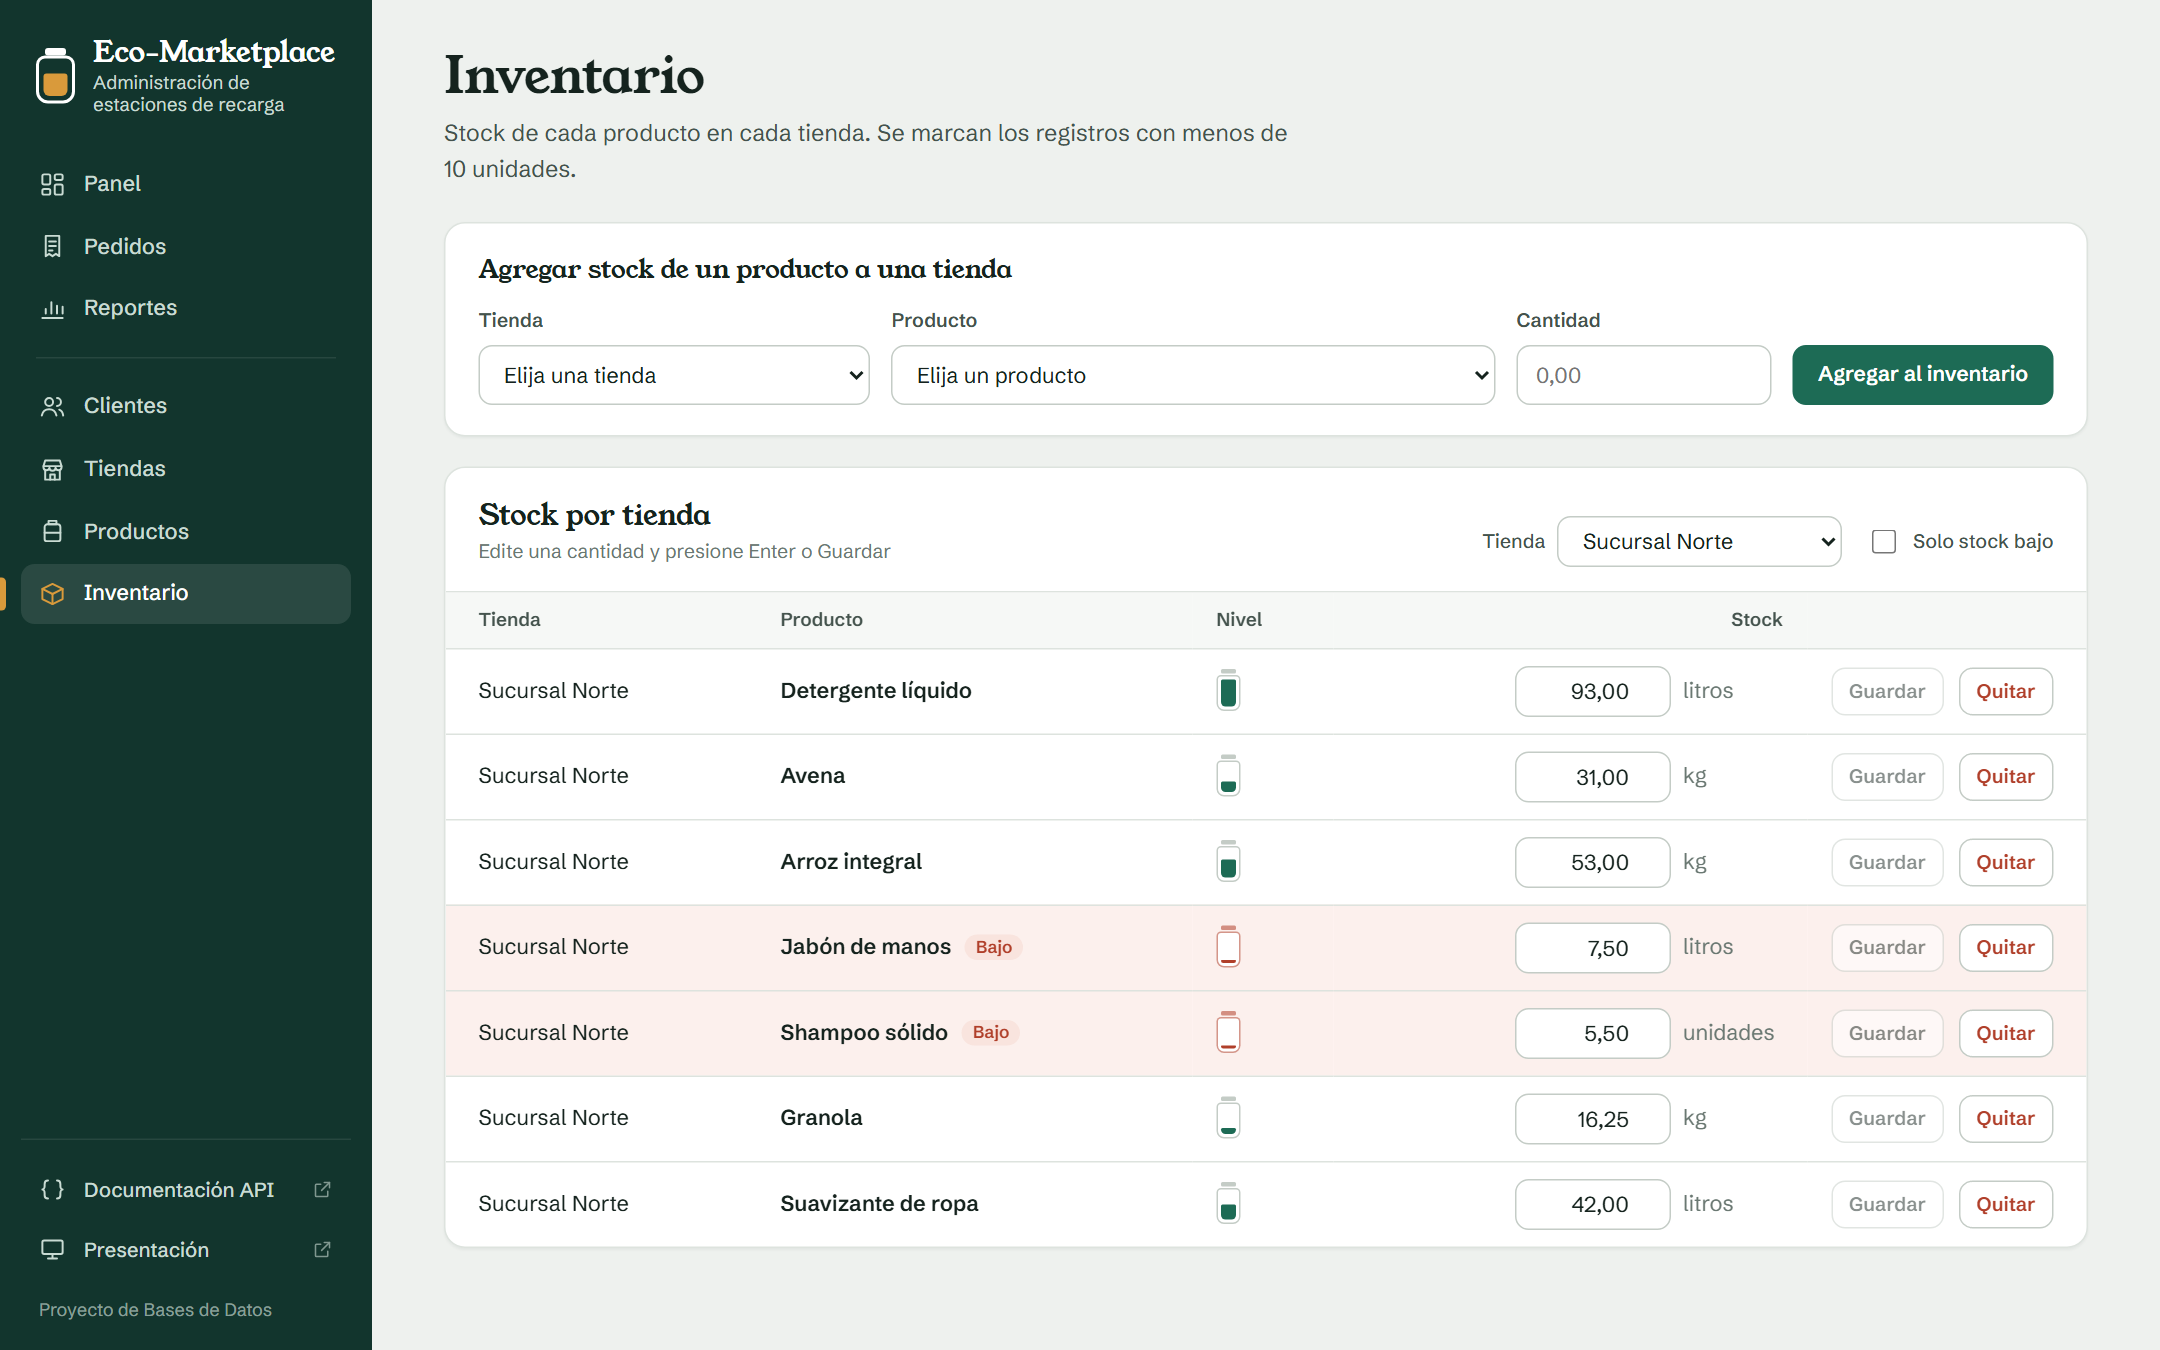 Eco-Marketplace
Administración de
estaciones de recarga
Panel
Pedidos
Reportes
Clientes
Tiendas
Productos
Inventario
Documentación API
Presentación
Proyecto de Bases de Datos
Inventario
Stock de cada producto en cada tienda. Se marcan los registros con menos de
10 unidades.
Agregar stock de un producto a una tienda
Tienda Producto Cantidad
Elija una tienda Elija un producto 0,00 Agregar al inventario
Stock por tienda
Edite una cantidad y presione Enter o Guardar
Tienda Sucursal Norte Solo stock bajo
Tienda Producto Nivel Stock
Sucursal Norte Detergente líquido 93,00 litros Guardar Quitar
Sucursal Norte Avena 31,00 kg Guardar Quitar
Sucursal Norte Arroz integral 53,00 kg Guardar Quitar
Sucursal Norte Jabón de manos Bajo 7,50 litros Guardar Quitar
Sucursal Norte Shampoo sólido Bajo 5,50 unidades Guardar Quitar
Sucursal Norte Granola 16,25 kg Guardar Quitar
Sucursal Norte Suavizante de ropa 42,00 litros Guardar Quitar